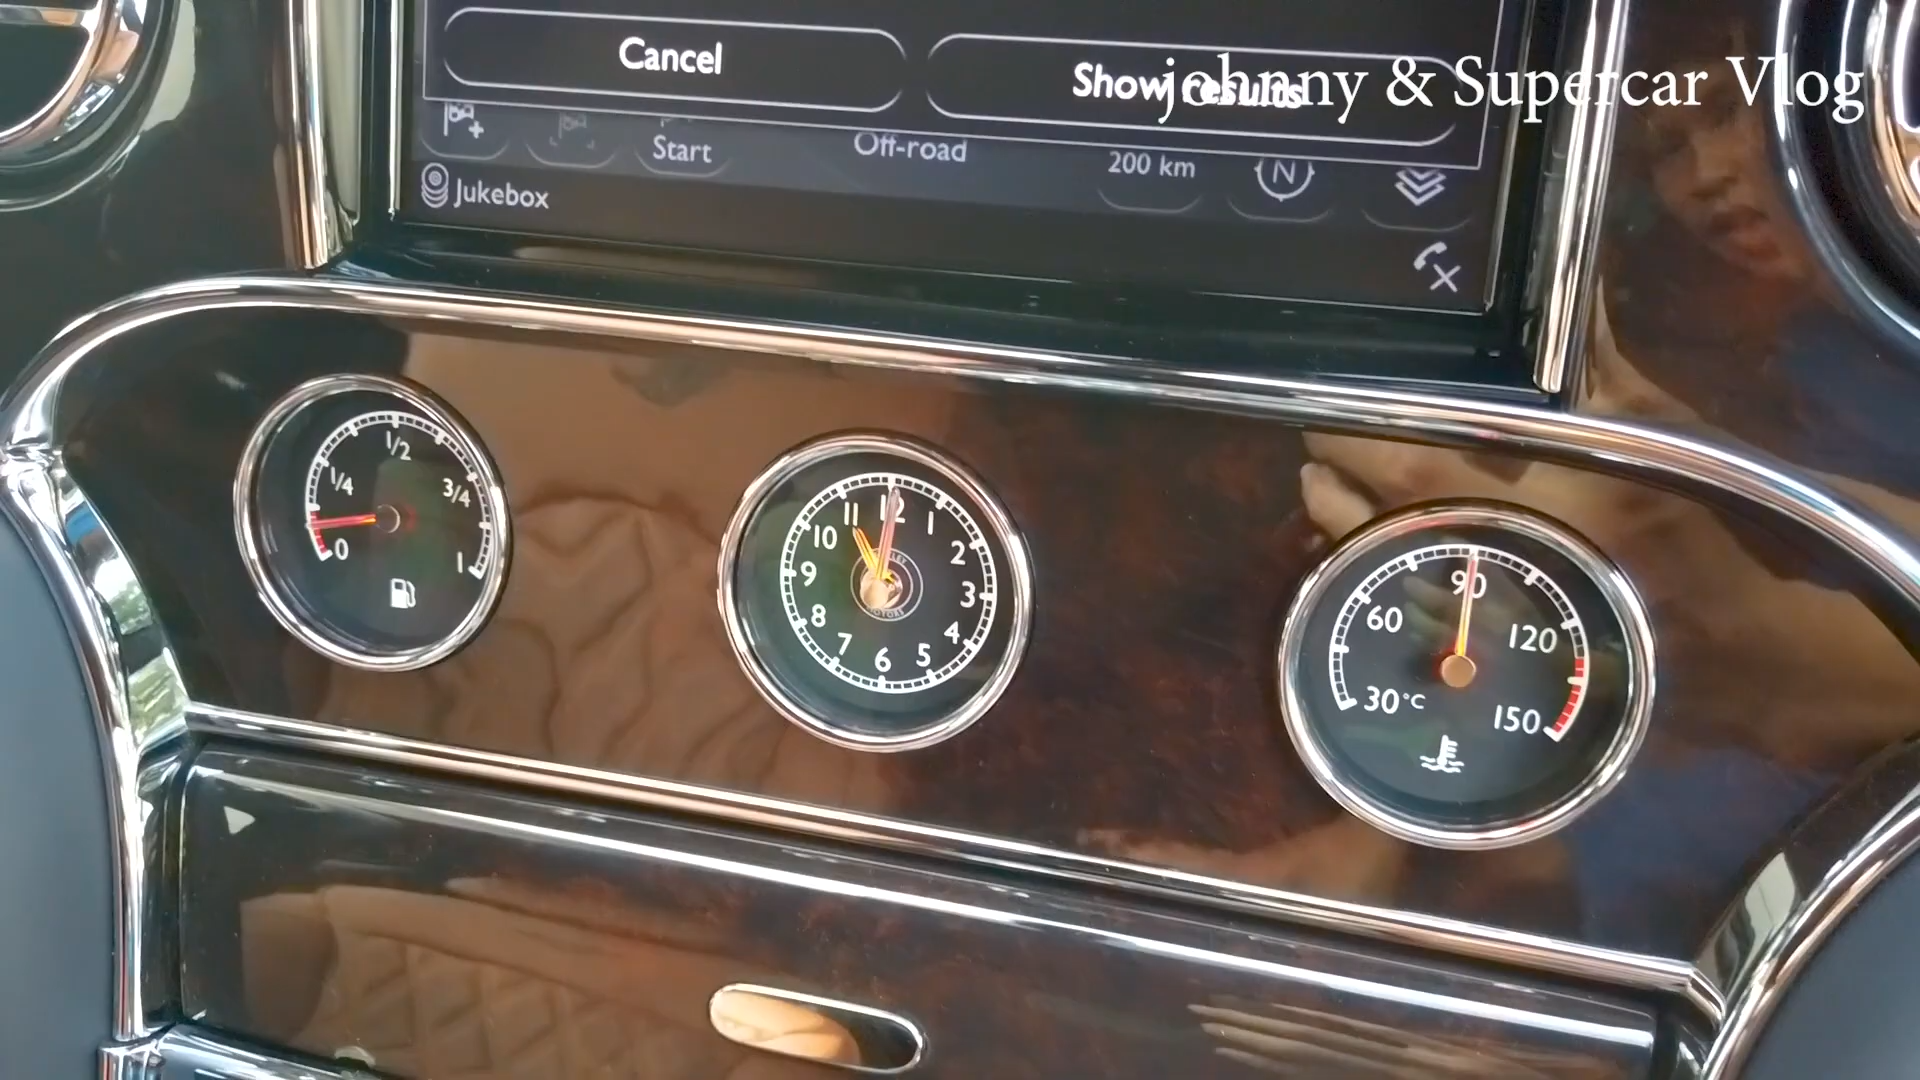 Cancel
Show results
johnny & Supercar Vlog
Start
Off-road
200 km
N
Jukebox
1/2
1/4
3/4
0
1
12
11
1
10
2
9
3
8
4
7
5
6
MOTORS
90
60
120
30°C
150